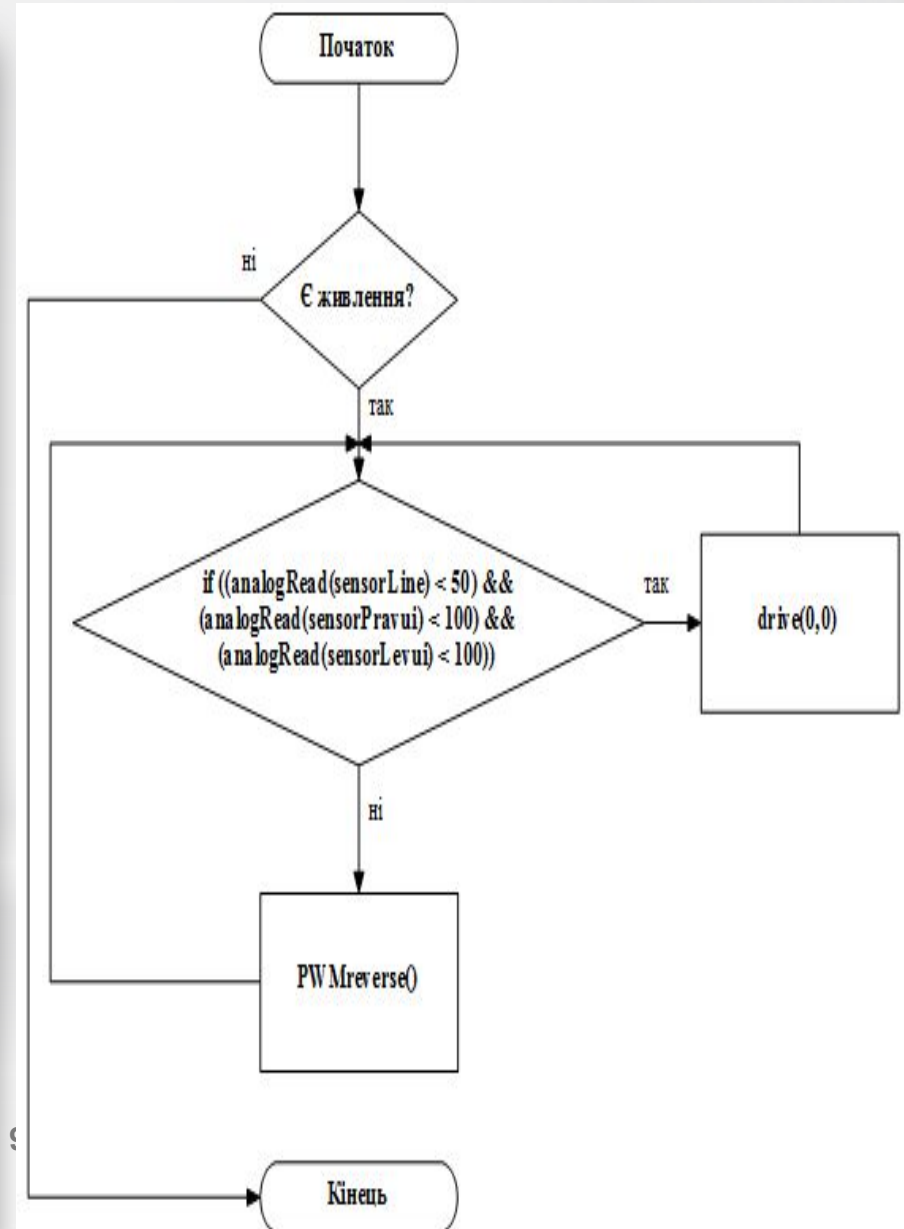 Початок
ні
Є живлення?
так
if ((analogRead(sensorLine) < 50) &&
(analogRead(sensorPravui) < 100) &&
(analogRead(sensorLevui) < 100))
так
drive(0,0)
ні
PWMreverse()
Кінець